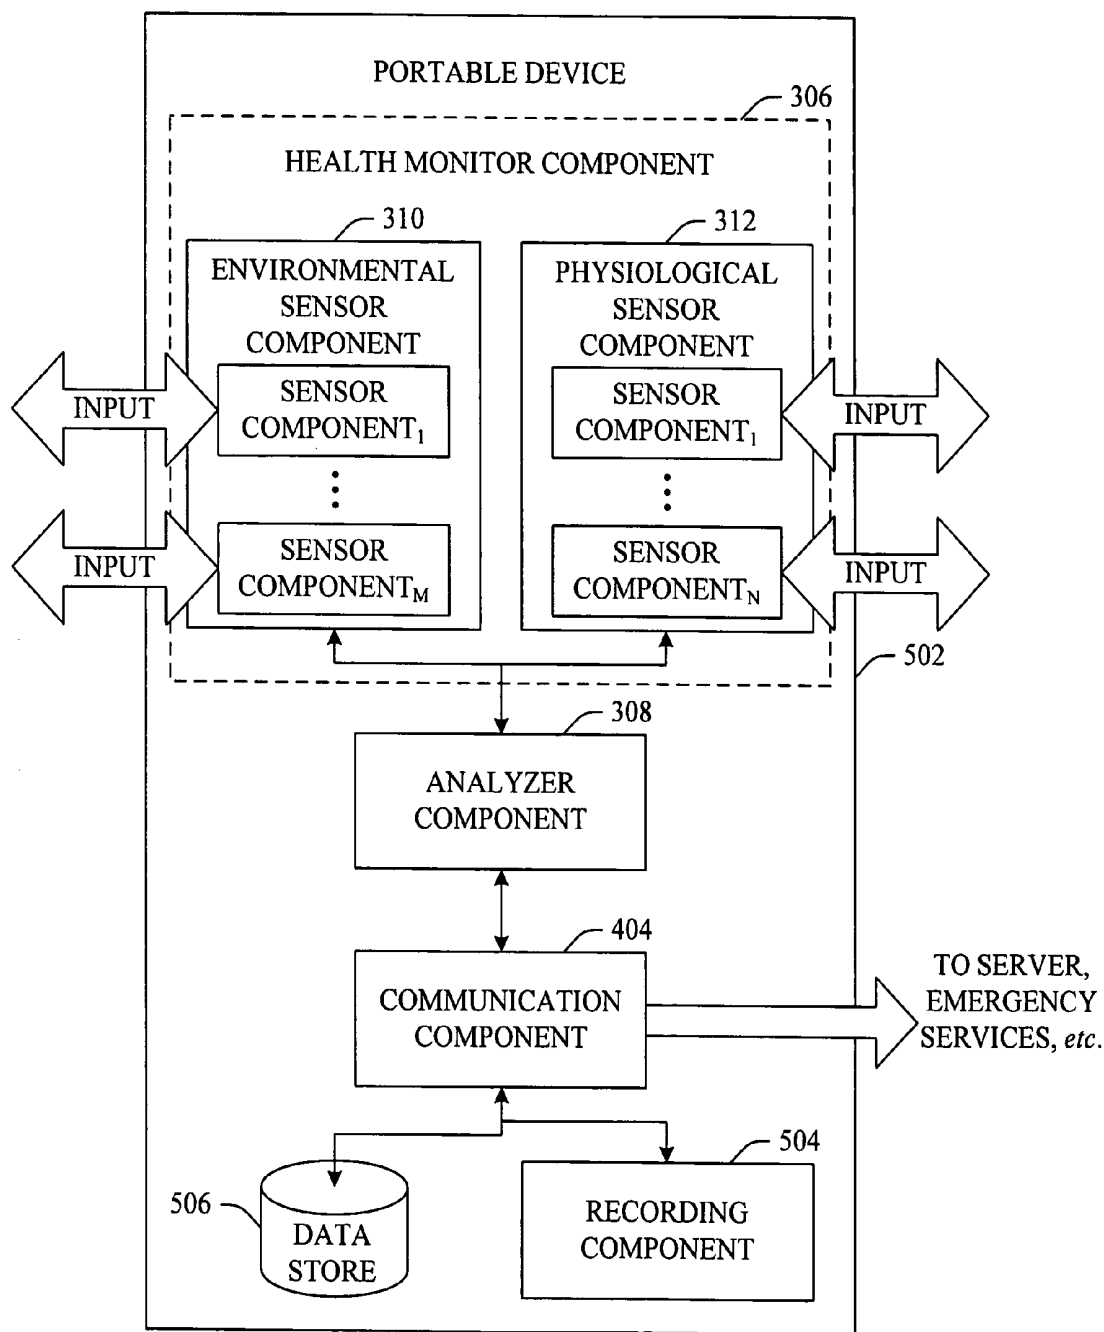 PORTABLE DEVICE
306
HEALTH MONITOR COMPONENT
310
312
ENVIRONMENTAL
SENSOR
COMPONENT
PHYSIOLOGICAL
SENSOR
COMPONENT
INPUT
SENSOR
COMPONENT₁
SENSOR
COMPONENT₁
INPUT
INPUT
SENSOR
COMPONENTM
SENSOR
COMPONENTN
INPUT
502
308
ANALYZER
COMPONENT
404
COMMUNICATION
COMPONENT
TO SERVER,
EMERGENCY
SERVICES, etc.
504
506
DATA
STORE
RECORDING
COMPONENT